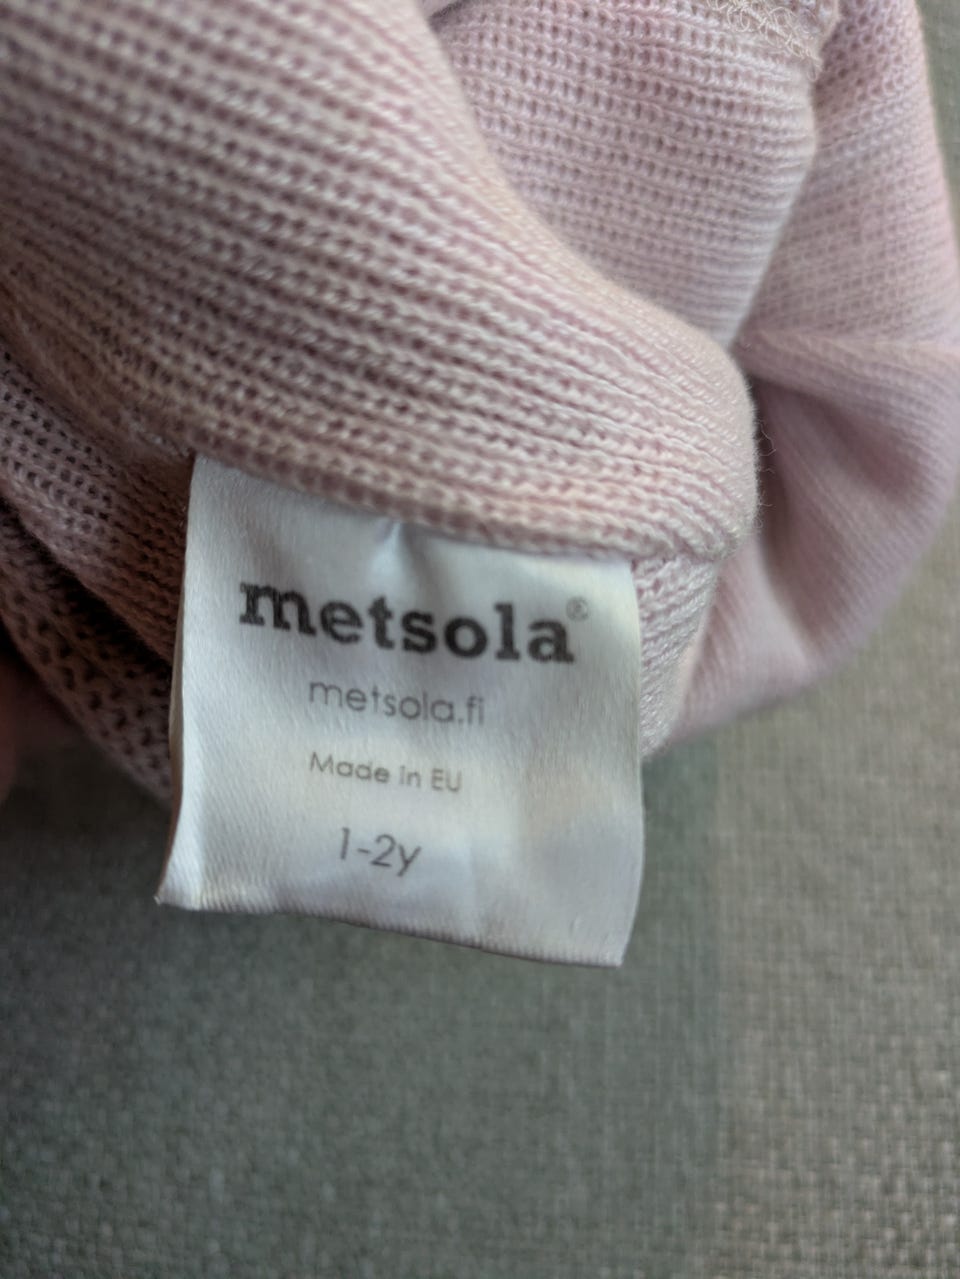 metsola®
metsola.fi
Made in EU
1-2y